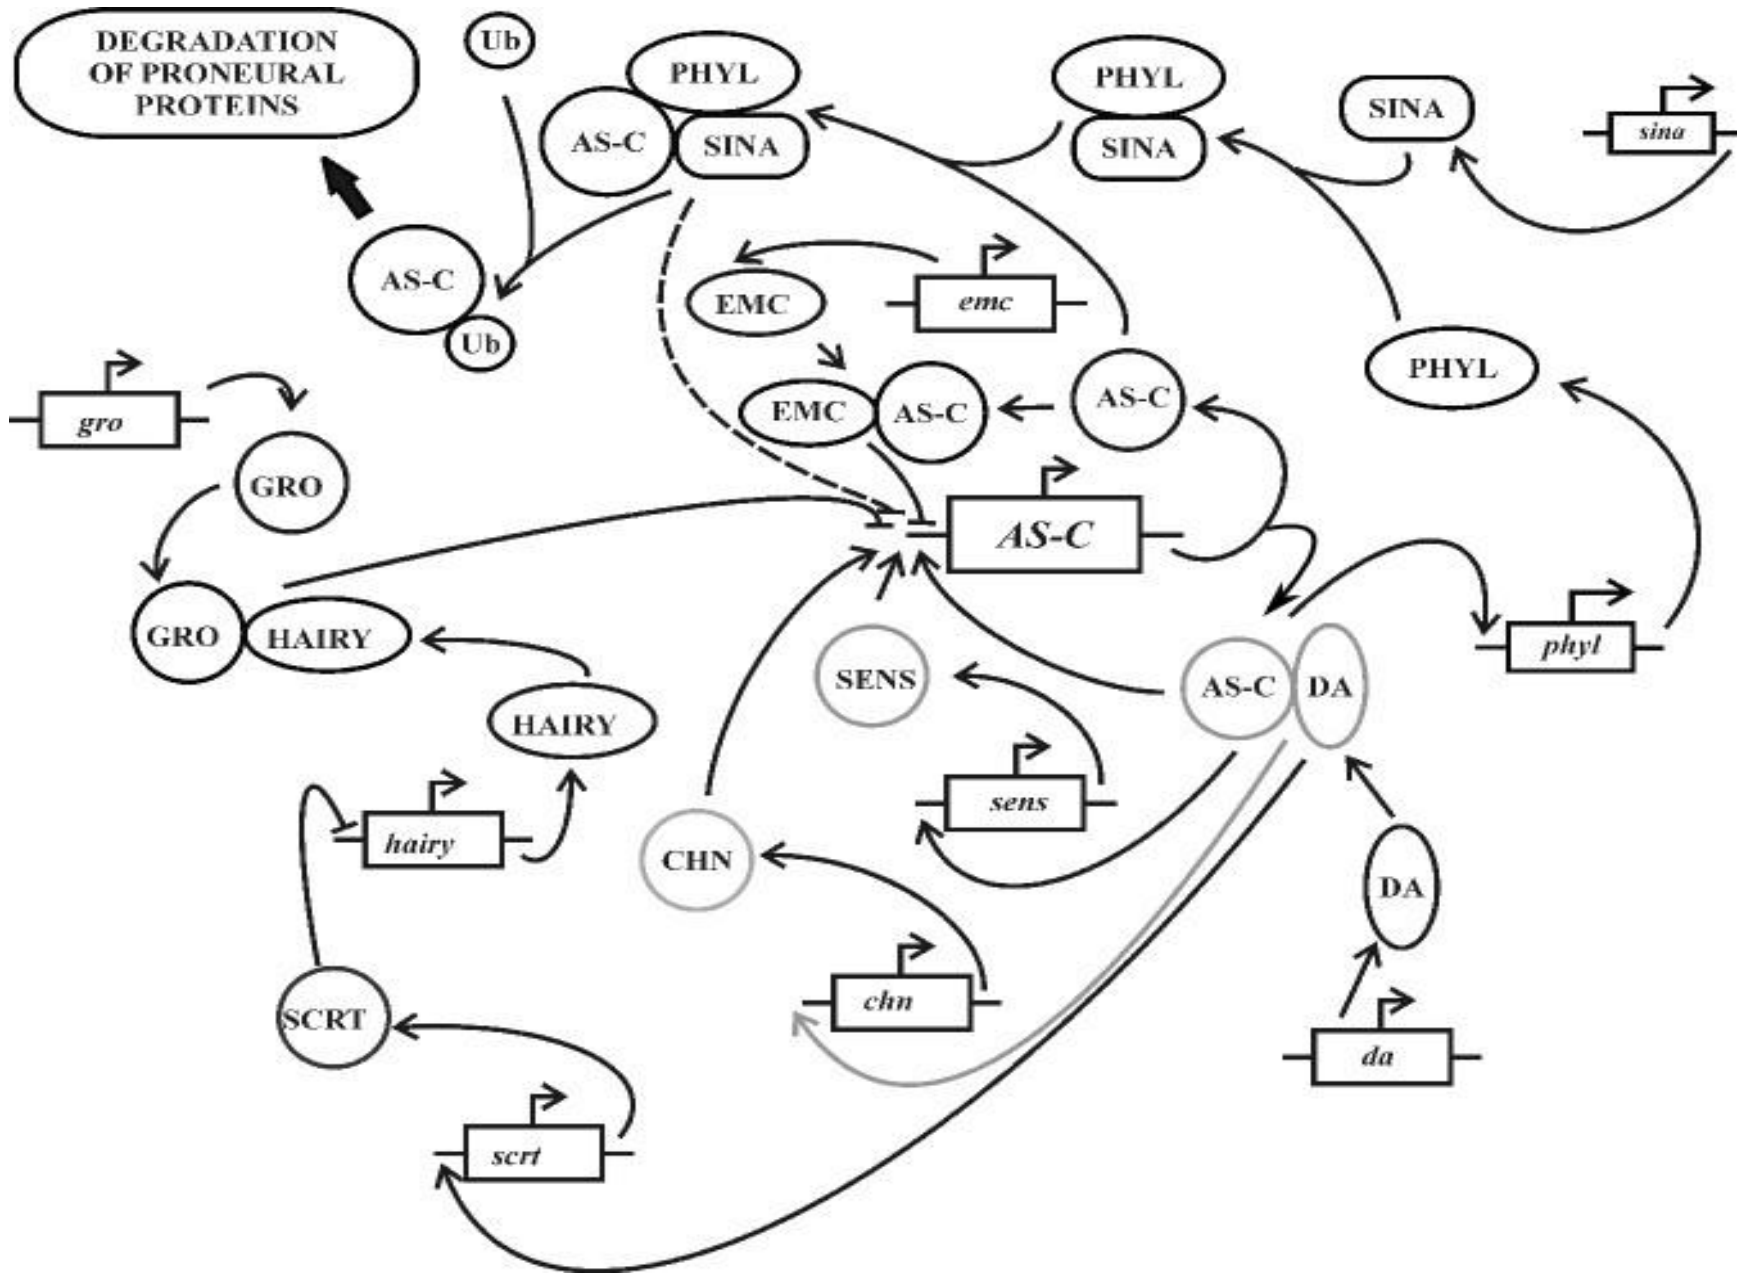 DEGRADATION
OF PRONEURAL
PROTEINS
Ub
PHYL
AS-C
SINA
PHYL
SINA
SINA
sina
AS-C
Ub
EMC
emc
EMC
AS-C
AS-C
PHYL
gro
GRO
AS-C
GRO
HAIRY
SENS
AS-C
DA
phyl
HAIRY
hairy
sens
CHN
DA
chn
SCRT
da
scrt